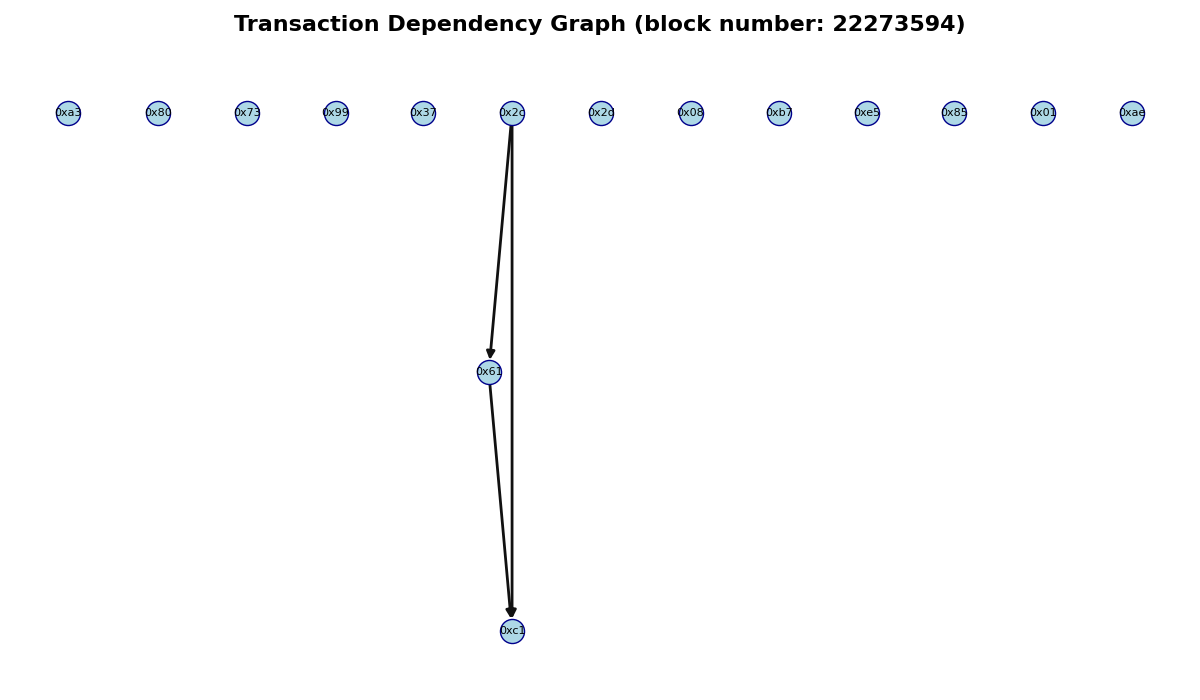 Transaction Dependency Graph (block number: 22273594)
0xa3 0x80 0x73 0x99 0x37 0x2c 0x2d 0x08 0xb7 0xe5 0x85 0x01 0xae
0x61
0xc1